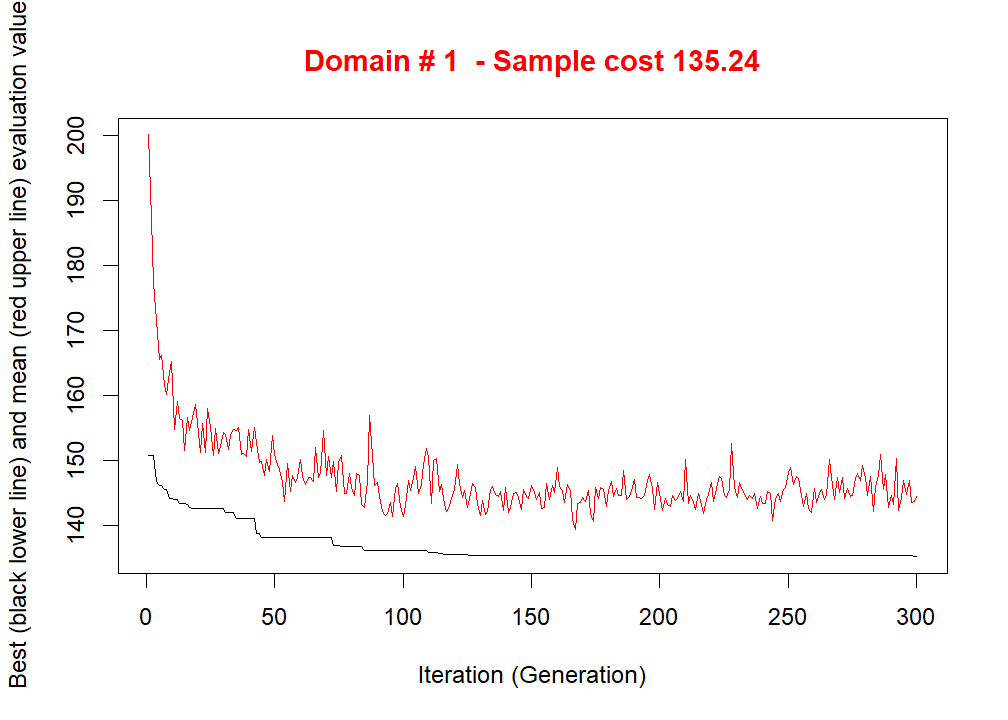 Domain # 1  - Sample cost 135.24
Best (black lower line) and mean (red upper line) evaluation value
200
190
180
170
160
150
140
0 50 100 150 200 250 300
Iteration (Generation)